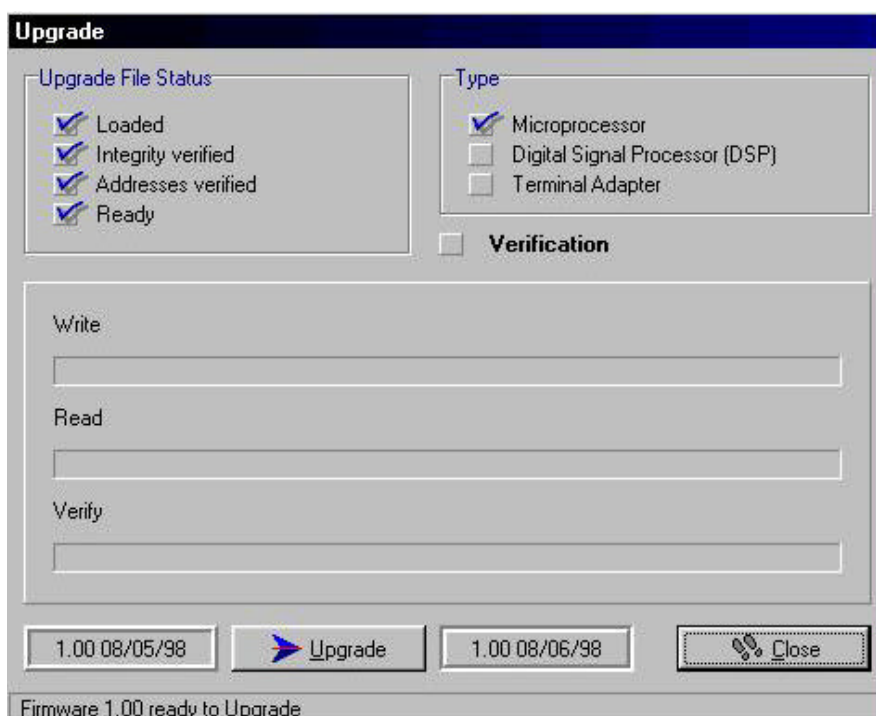 Upgrade
Upgrade File Status
Loaded
Integrity verified
Addresses verified
Ready
Type
Microprocessor
Digital Signal Processor (DSP)
Terminal Adapter
Verification
Write
Read
Verify
1.00 08/05/98
Upgrade
1.00 08/06/98
Close
Firmware 1.00 ready to Upgrade